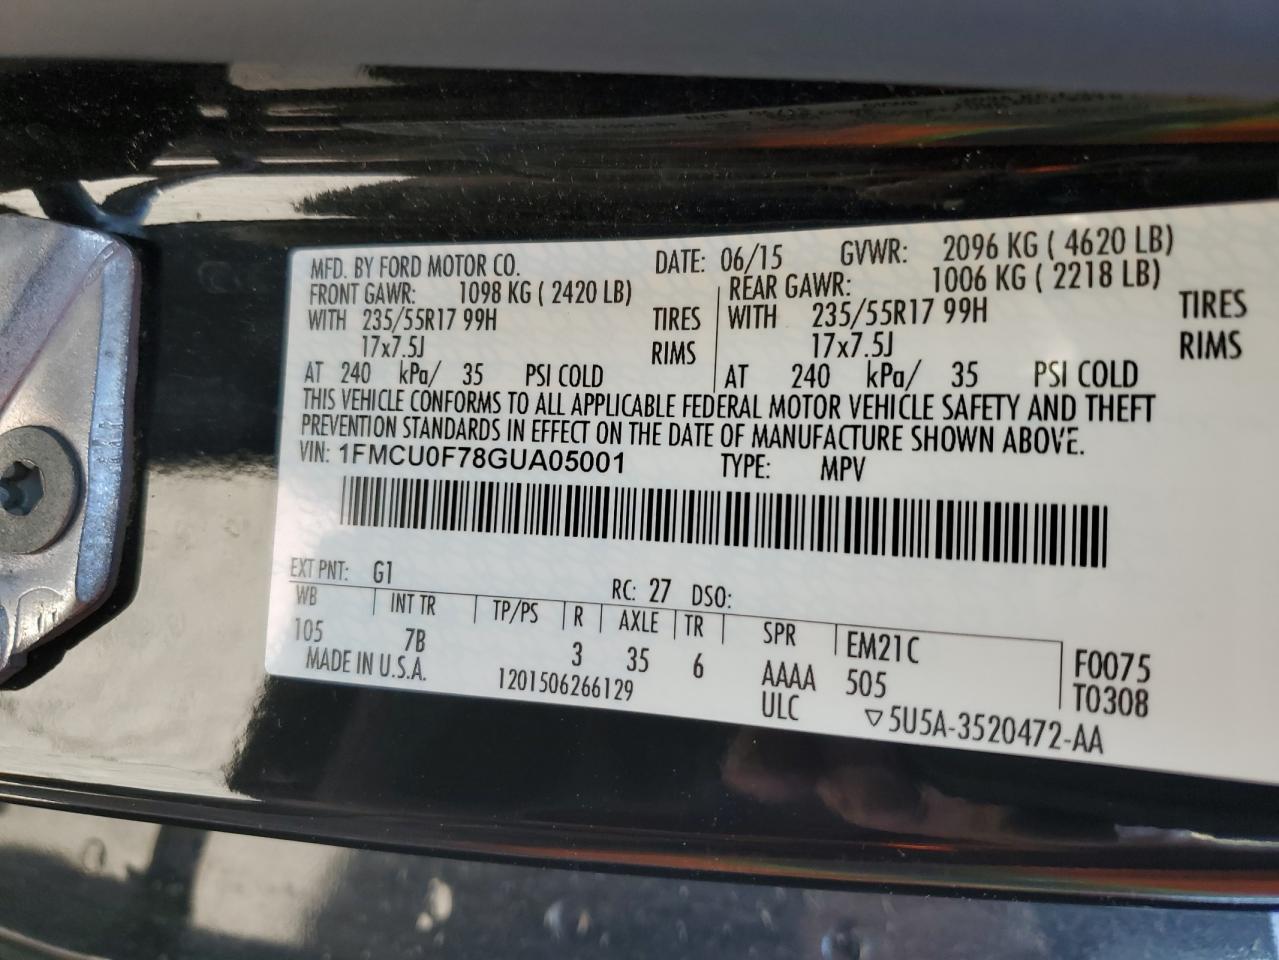 MFD. BY FORD MOTOR CO. DATE: 06/15 GVWR: 2096 KG ( 4620 LB)
FRONT GAWR: 1098 KG ( 2420 LB) REAR GAWR: 1006 KG ( 2218 LB)
WITH 235/55R17 99H TIRES WITH 235/55R17 99H TIRES
17x7.5J RIMS 17x7.5J RIMS
AT 240 kPa/ 35 PSI COLD AT 240 kPa/ 35 PSI COLD
THIS VEHICLE CONFORMS TO ALL APPLICABLE FEDERAL MOTOR VEHICLE SAFETY AND THEFT
PREVENTION STANDARDS IN EFFECT ON THE DATE OF MANUFACTURE SHOWN ABOVE.
VIN: 1FMCU0F78GUA05001 TYPE: MPV
EXT PNT: G1 RC: 27 DSO:
WB INT TR TP/PS R AXLE TR SPR EM21C
105 7B 3 35 6 AAAA 505 F0075
MADE IN U.S.A. 1201506266129 ULC ▽5U5A-3520472-AA T0308